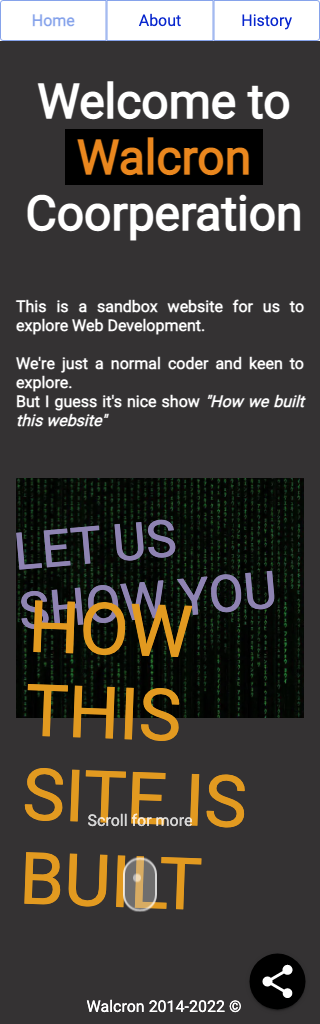 Home
About
History
Welcome to
Walcron
Coorperation
This is a sandbox website for us to
explore Web Development.
We're just a normal coder and keen to
explore.
But I guess it's nice show "How we built
this website"
LET US
SHOW YOU
HOW
THIS
SITE IS
BUILT
Scroll for more
Walcron 2014-2022 ©